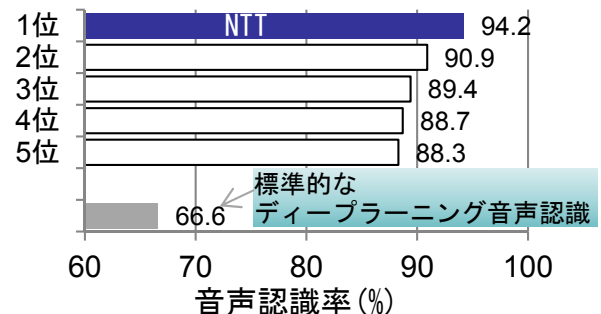 1位 NTT 94.2
2位 90.9
3位 89.4
4位 88.7
5位 88.3
標準的な
66.6 ディープラーニング音声認識
60 70 80 90 100
音声認識率(%)